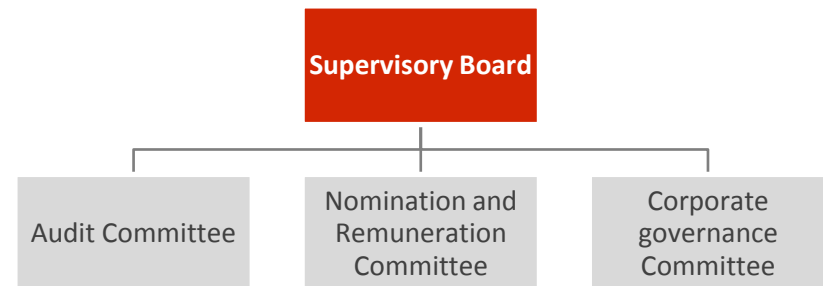 Supervisory Board
Audit Committee
Nomination and
Remuneration
Committee
Corporate
governance
Committee